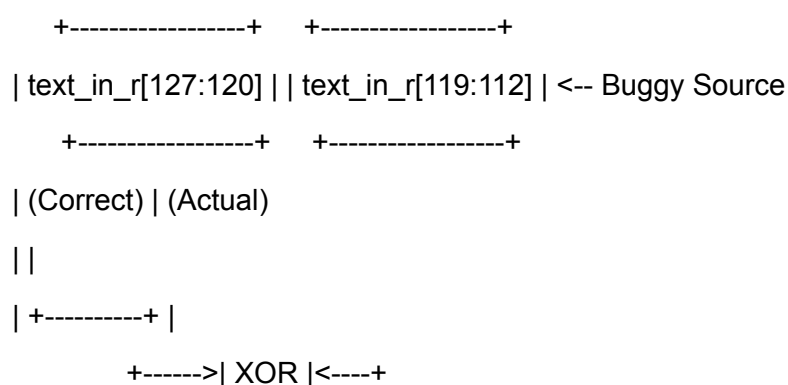 +------------------+ +------------------+
| text_in_r[127:120] | | text_in_r[119:112] | <-- Buggy Source
+------------------+ +------------------+
| (Correct) | (Actual)
| |
| +----------+ |
+------>| XOR |<----+